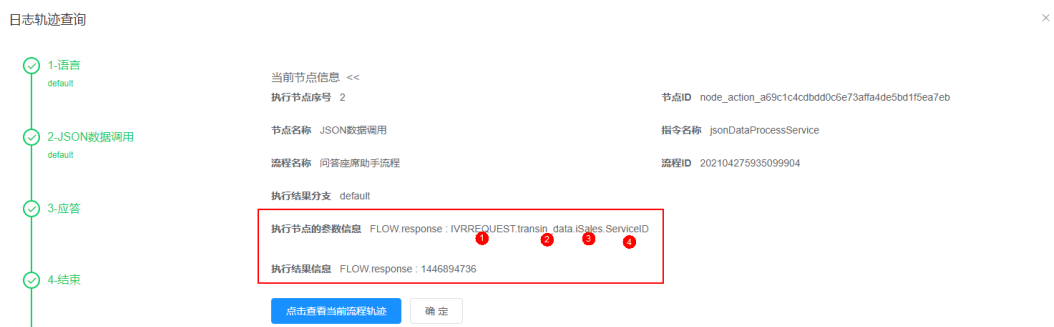 日志轨迹查询
1-语言
default
2-JSON数据调用
default
3-应答
4-结束
当前节点信息 <<
执行节点序号 2 节点ID node_action_a69c1c4cdbdd0c6e73affa4de5bd1f5ea7eb
节点名称 JSON数据调用 指令名称 jsonDataProcessService
流程名称 问答座席助手流程 流程ID 202104275935099904
执行结果分支 default
执行节点的参数信息 FLOW.response : IVRREQUEST.transin_data.iSales.ServiceID
1 2 3 4
执行结果信息 FLOW.response : 1446894736
点击查看当前流程轨迹 确 定